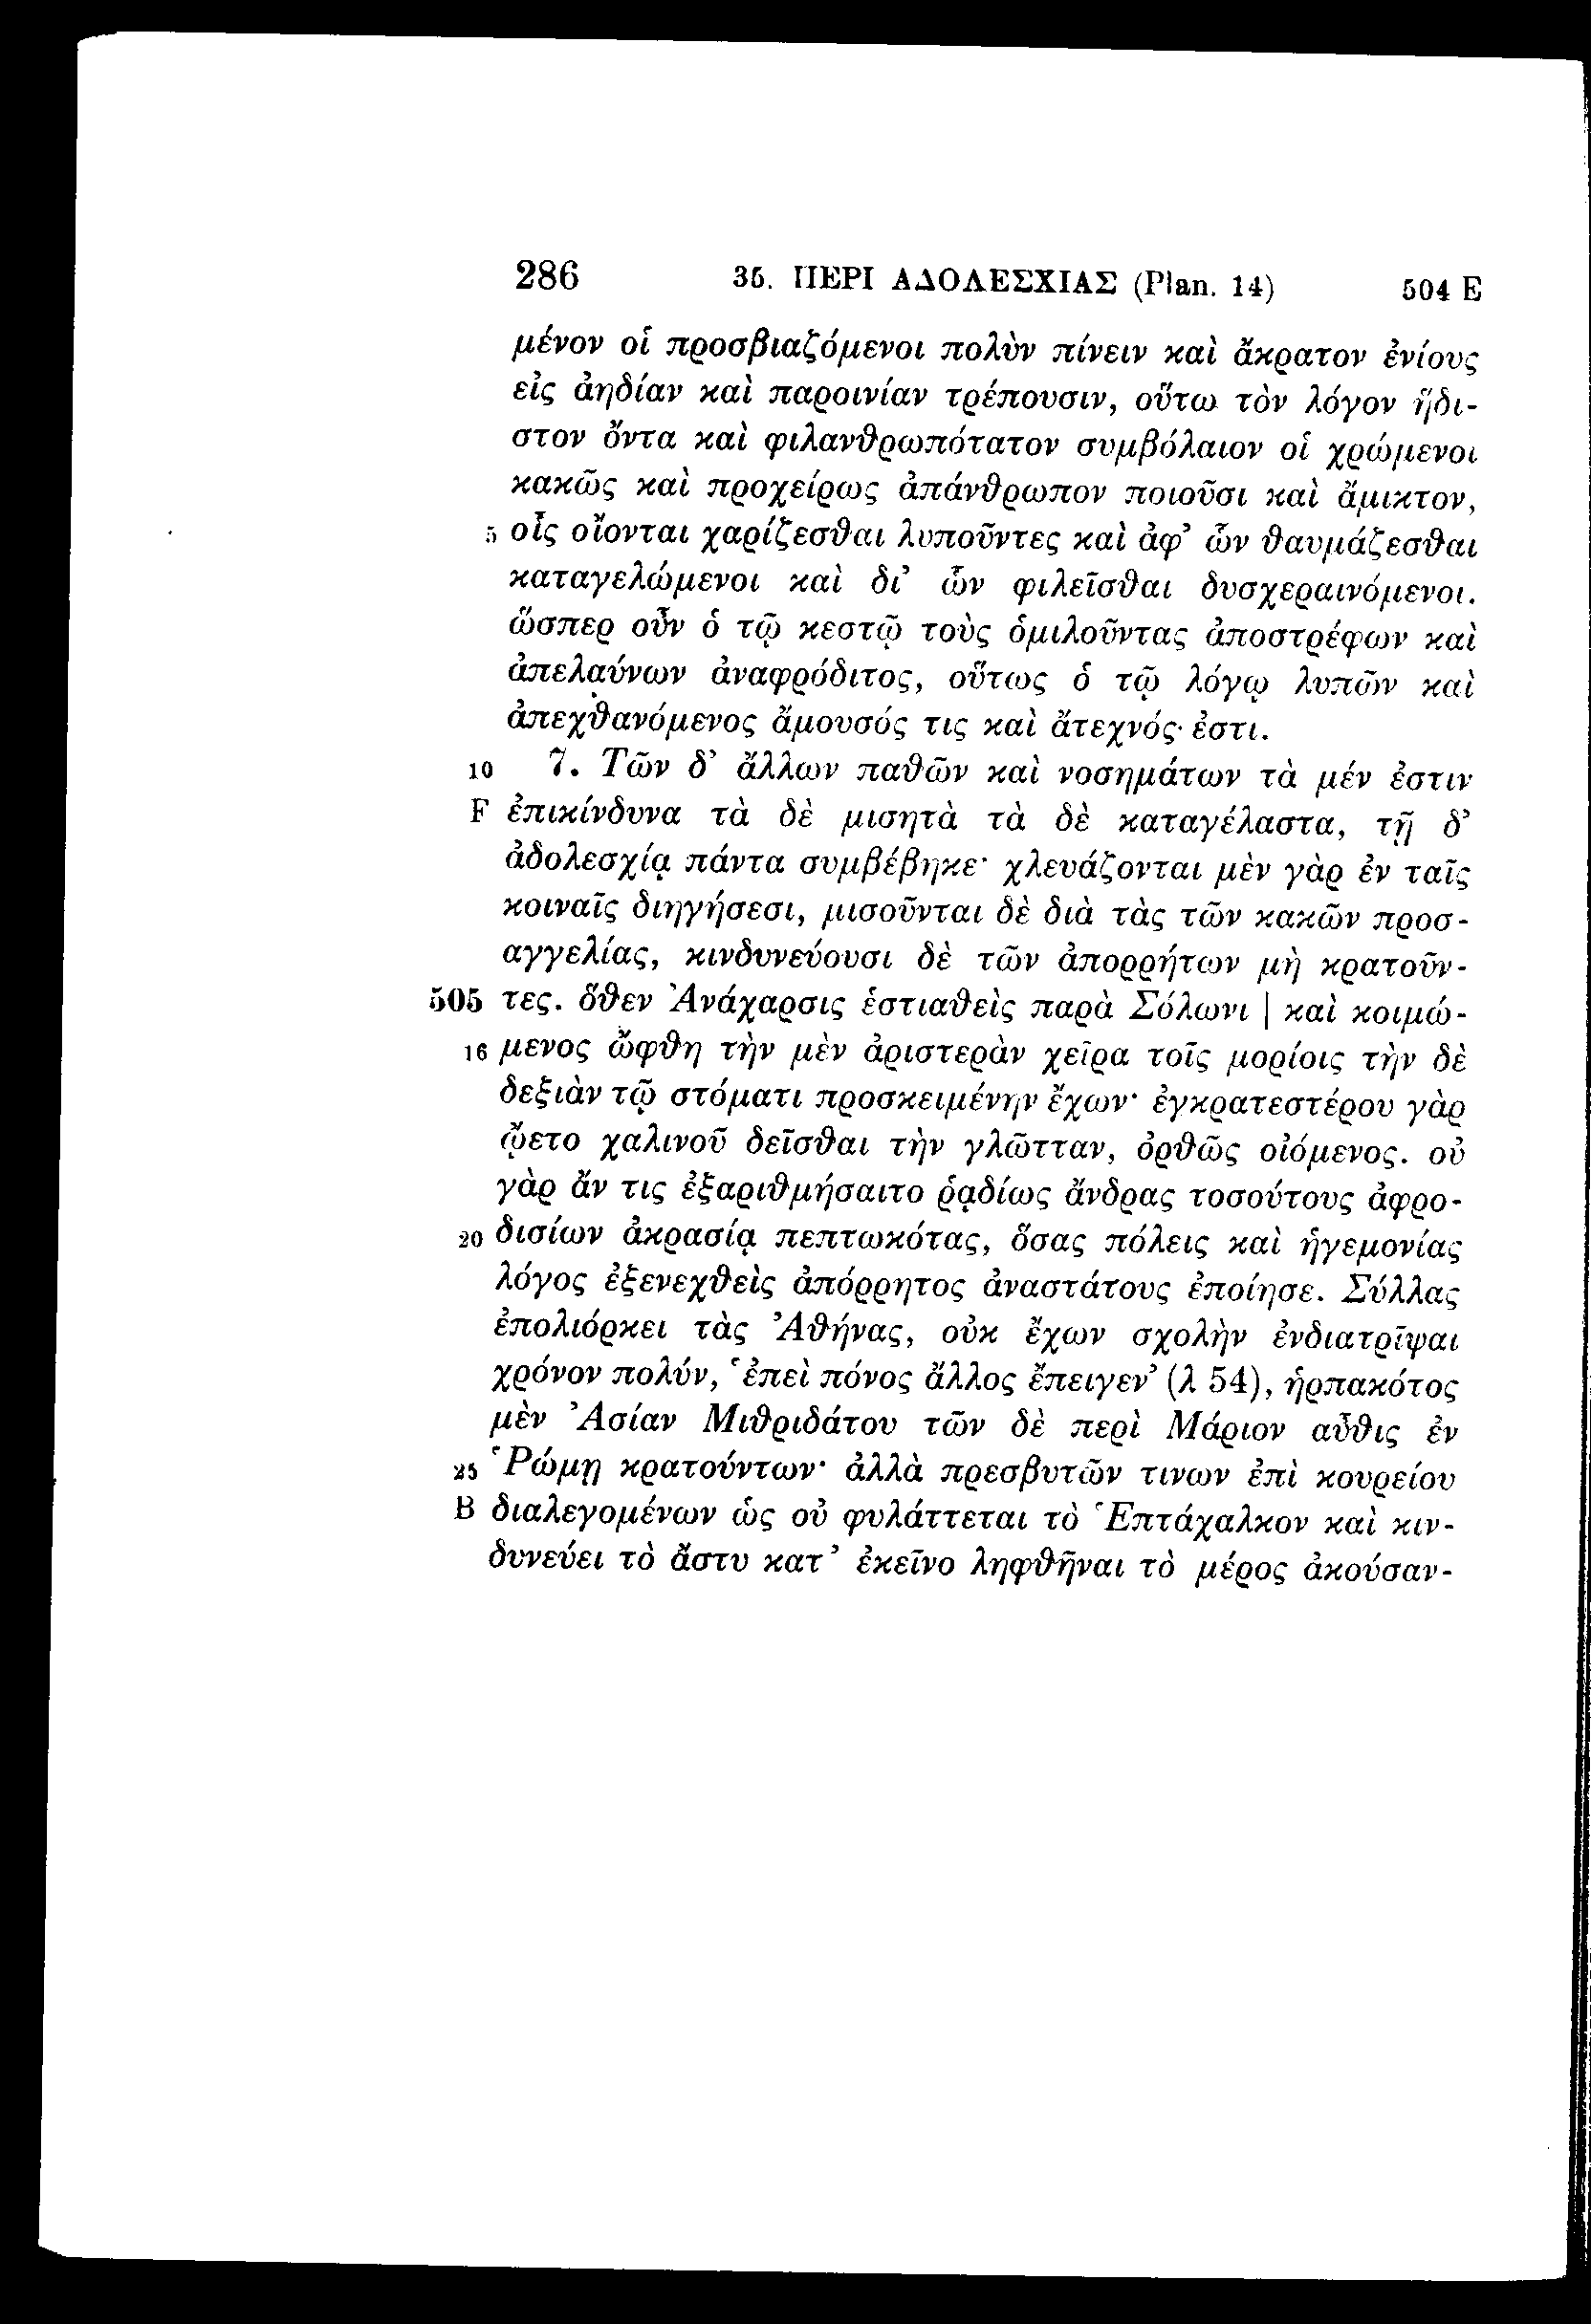 286 35. ΠΕΡΙ ΑΔΟΛΕΣΧΙΑΣ (Plan. 14) 504 E
μένον οἱ προσβιαζόμενοι πολὺν πίνειν καὶ ἄκρατον ἐνίους
εἰς ἀηδίαν καὶ παροινίαν τρέπουσιν, οὕτω τὸν λόγον ἥδι-
στον ὄντα καὶ φιλανθρωπότατον συμβόλαιον οἱ χρώμενοι
κακῶς καὶ προχείρως ἀπάνθρωπον ποιοῦσι καὶ ἄμικτον,
5 οἷς οἴονται χαρίζεσθαι λυποῦντες καὶ ἀφ’ ὧν θαυμάζεσθαι
καταγελώμενοι καὶ δι’ ὧν φιλεῖσθαι δυσχεραινόμενοι.
ὥσπερ οὖν ὁ τῷ κεστῷ τοὺς ὁμιλοῦντας ἀποστρέφων καὶ
ἀπελαύνων ἀναφρόδιτος, οὕτως ὁ τῷ λόγῳ λυπῶν καὶ
ἀπεχθανόμενος ἄμουσός τις καὶ ἄτεχνός ἐστι.
10 7. Τῶν δ’ ἄλλων παθῶν καὶ νοσημάτων τὰ μέν ἐστιν
F ἐπικίνδυνα τὰ δὲ μισητὰ τὰ δὲ καταγέλαστα, τῇ δ’
ἀδολεσχίᾳ πάντα συμβέβηκε· χλευάζονται μὲν γὰρ ἐν ταῖς
κοιναῖς διηγήσεσι, μισοῦνται δὲ διὰ τὰς τῶν κακῶν προσ-
αγγελίας, κινδυνεύουσι δὲ τῶν ἀπορρήτων μὴ κρατοῦν-
505 τες. ὅθεν Ἀνάχαρσις ἑστιαθεὶς παρὰ Σόλωνι | καὶ κοιμώ-
16 μενος ὤφθη τὴν μὲν ἀριστερὰν χεῖρα τοῖς μορίοις τὴν δὲ
δεξιὰν τῷ στόματι προσκειμένην ἔχων· ἐγκρατεστέρου γὰρ
ᾤετο χαλινοῦ δεῖσθαι τὴν γλῶτταν, ὀρθῶς οἰόμενος. οὐ
γὰρ ἄν τις ἐξαριθμήσαιτο ῥᾳδίως ἄνδρας τοσούτους ἀφρο-
20 δισίων ἀκρασίᾳ πεπτωκότας, ὅσας πόλεις καὶ ἡγεμονίας
λόγος ἐξενεχθεὶς ἀπόρρητος ἀναστάτους ἐποίησε. Σύλλας
ἐπολιόρκει τὰς Ἀθήνας, οὐκ ἔχων σχολὴν ἐνδιατρῖψαι
χρόνον πολύν, ‘ἐπεὶ πόνος ἄλλος ἔπειγεν’ (λ 54), ἡρπακότος
μὲν Ἀσίαν Μιθριδάτου τῶν δὲ περὶ Μάριον αὖθις ἐν
25 Ῥώμῃ κρατούντων· ἀλλὰ πρεσβυτῶν τινων ἐπὶ κουρείου
B διαλεγομένων ὡς οὐ φυλάττεται τὸ Ἑπτάχαλκον καὶ κιν-
δυνεύει τὸ ἄστυ κατ’ ἐκεῖνο ληφθῆναι τὸ μέρος ἀκούσαν-